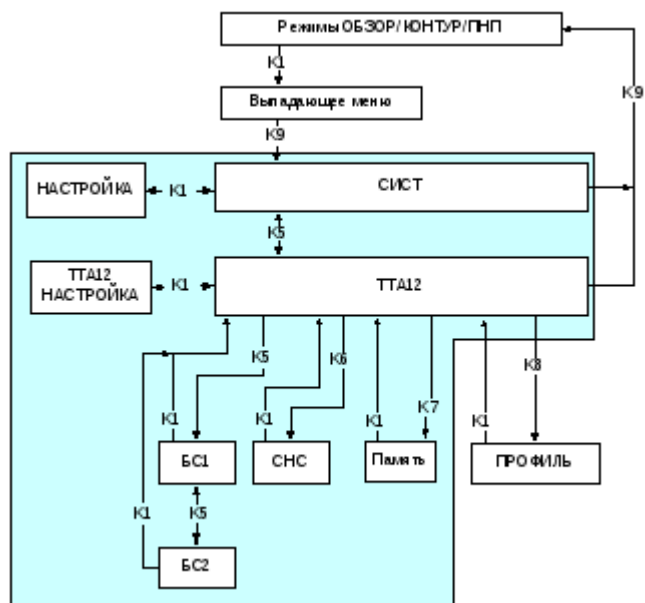 Режимы ОБЗОР/КОНТУР/ПНП
К1
К9
Выпадающее меню
К9
НАСТРОЙКА
К1
СИСТ
К5
ТТА12
НАСТРОЙКА
К1
ТТА12
К5
К6
К8
К1
К1
К1
К7
К1
БС1
СНС
Память
ПРОФИЛЬ
К1
К5
БС2